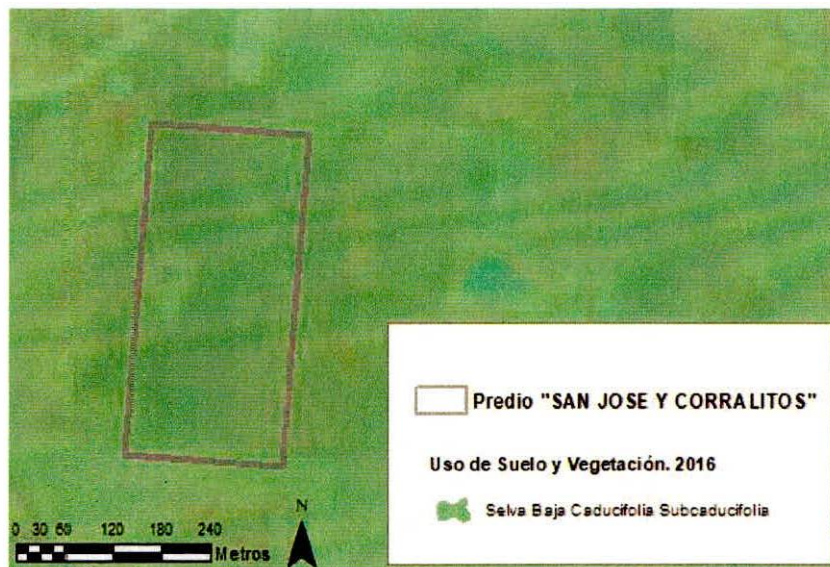 Predio "SAN JOSE Y CORRALITOS"
Uso de Suelo y Vegetación. 2016
Selva Baja Caducifolia Subcaducifolia
N
0 30 60 120 180 240
Metros